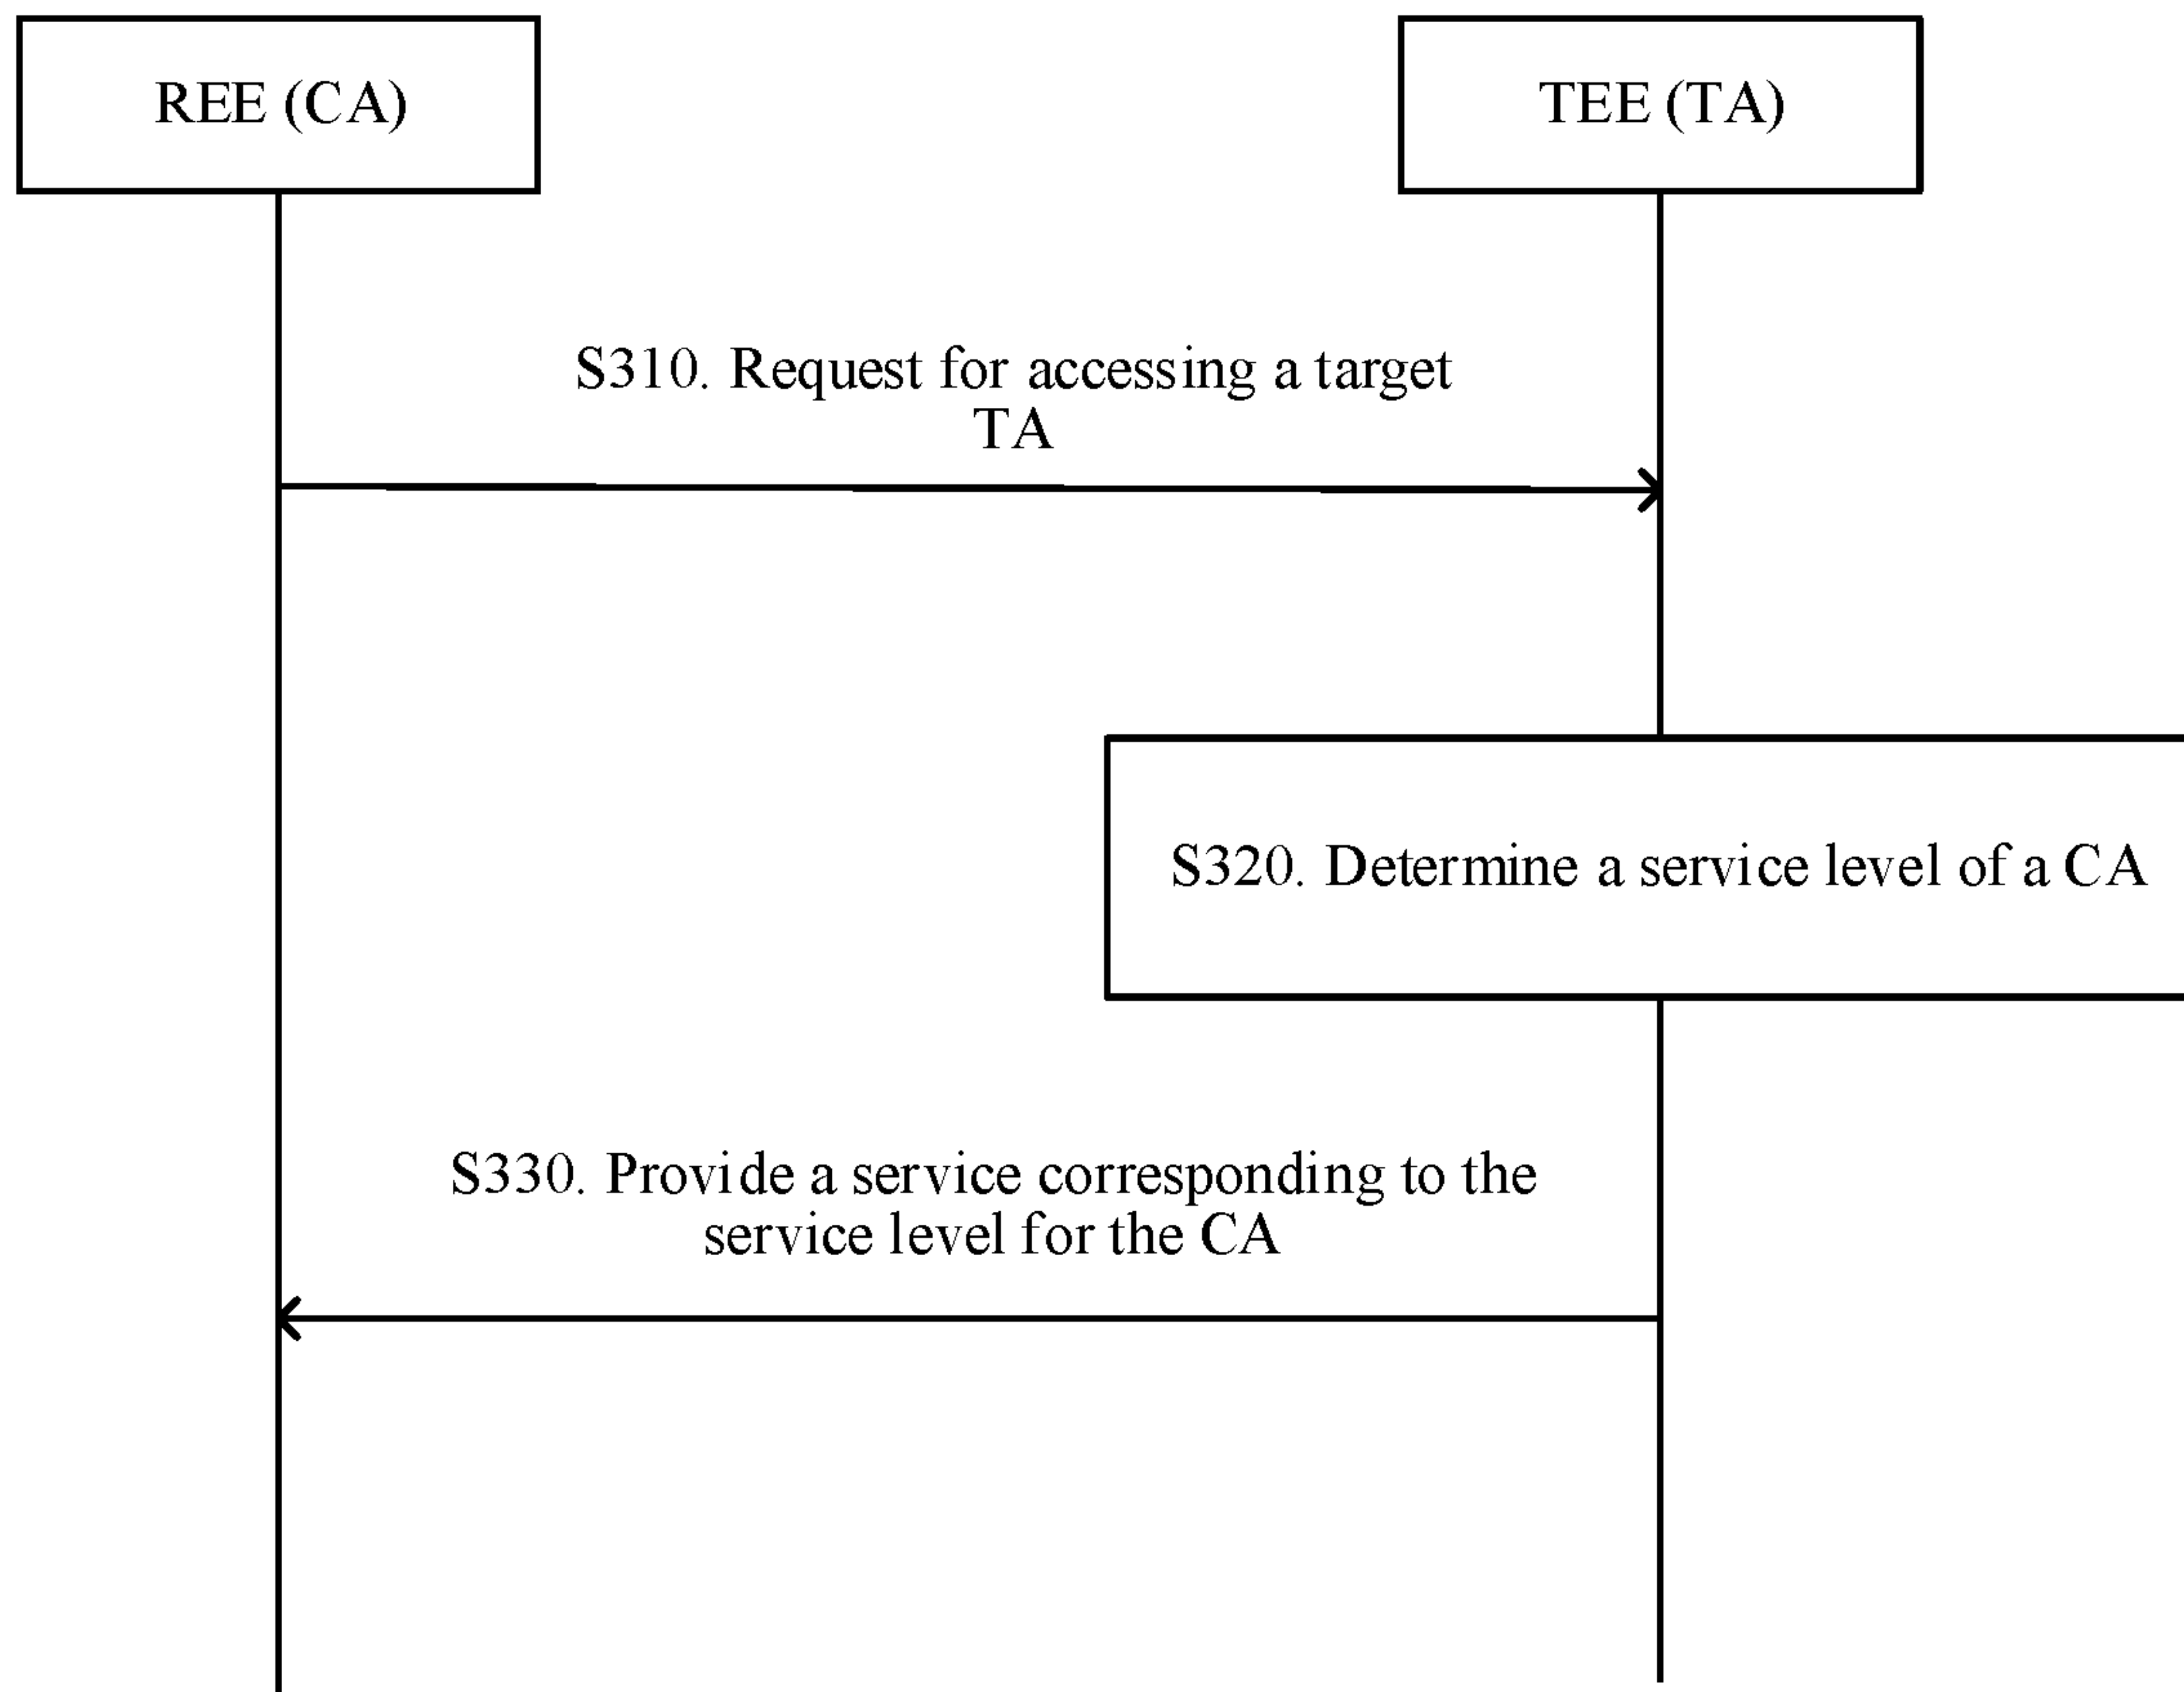 REE (CA)
TEE (TA)
S310. Request for accessing a target
TA
S320. Determine a service level of a CA
S330. Provide a service corresponding to the
service level for the CA